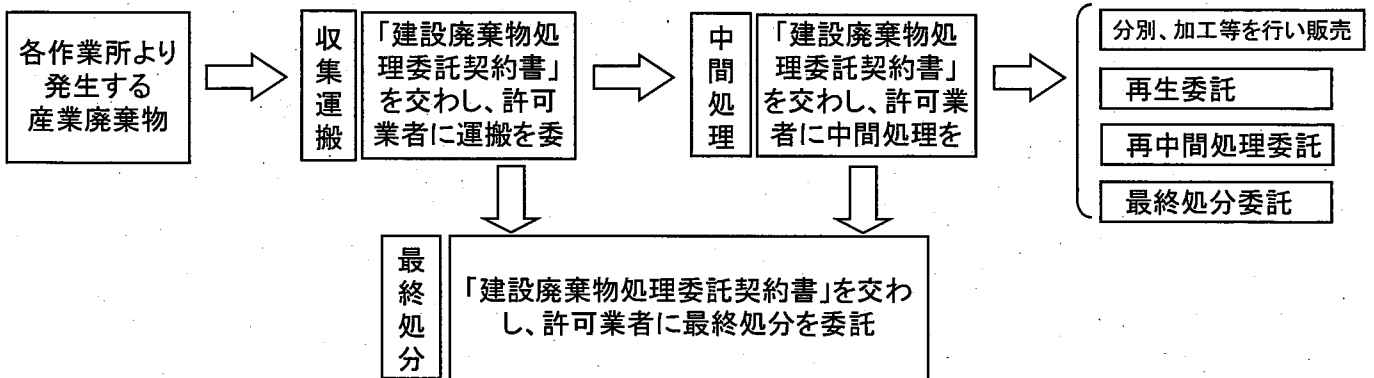 各作業所より
発生する
産業廃棄物
収集運搬
「建設廃棄物処
理委託契約書」
を交わし、許可
業者に運搬を委
中間処理
「建設廃棄物処
理委託契約書」
を交わし、許可業
者に中間処理を
分別、加工等を行い販売
再生委託
再中間処理委託
最終処分委託
最終処分
「建設廃棄物処理委託契約書」を交わ
し、許可業者に最終処分を委託